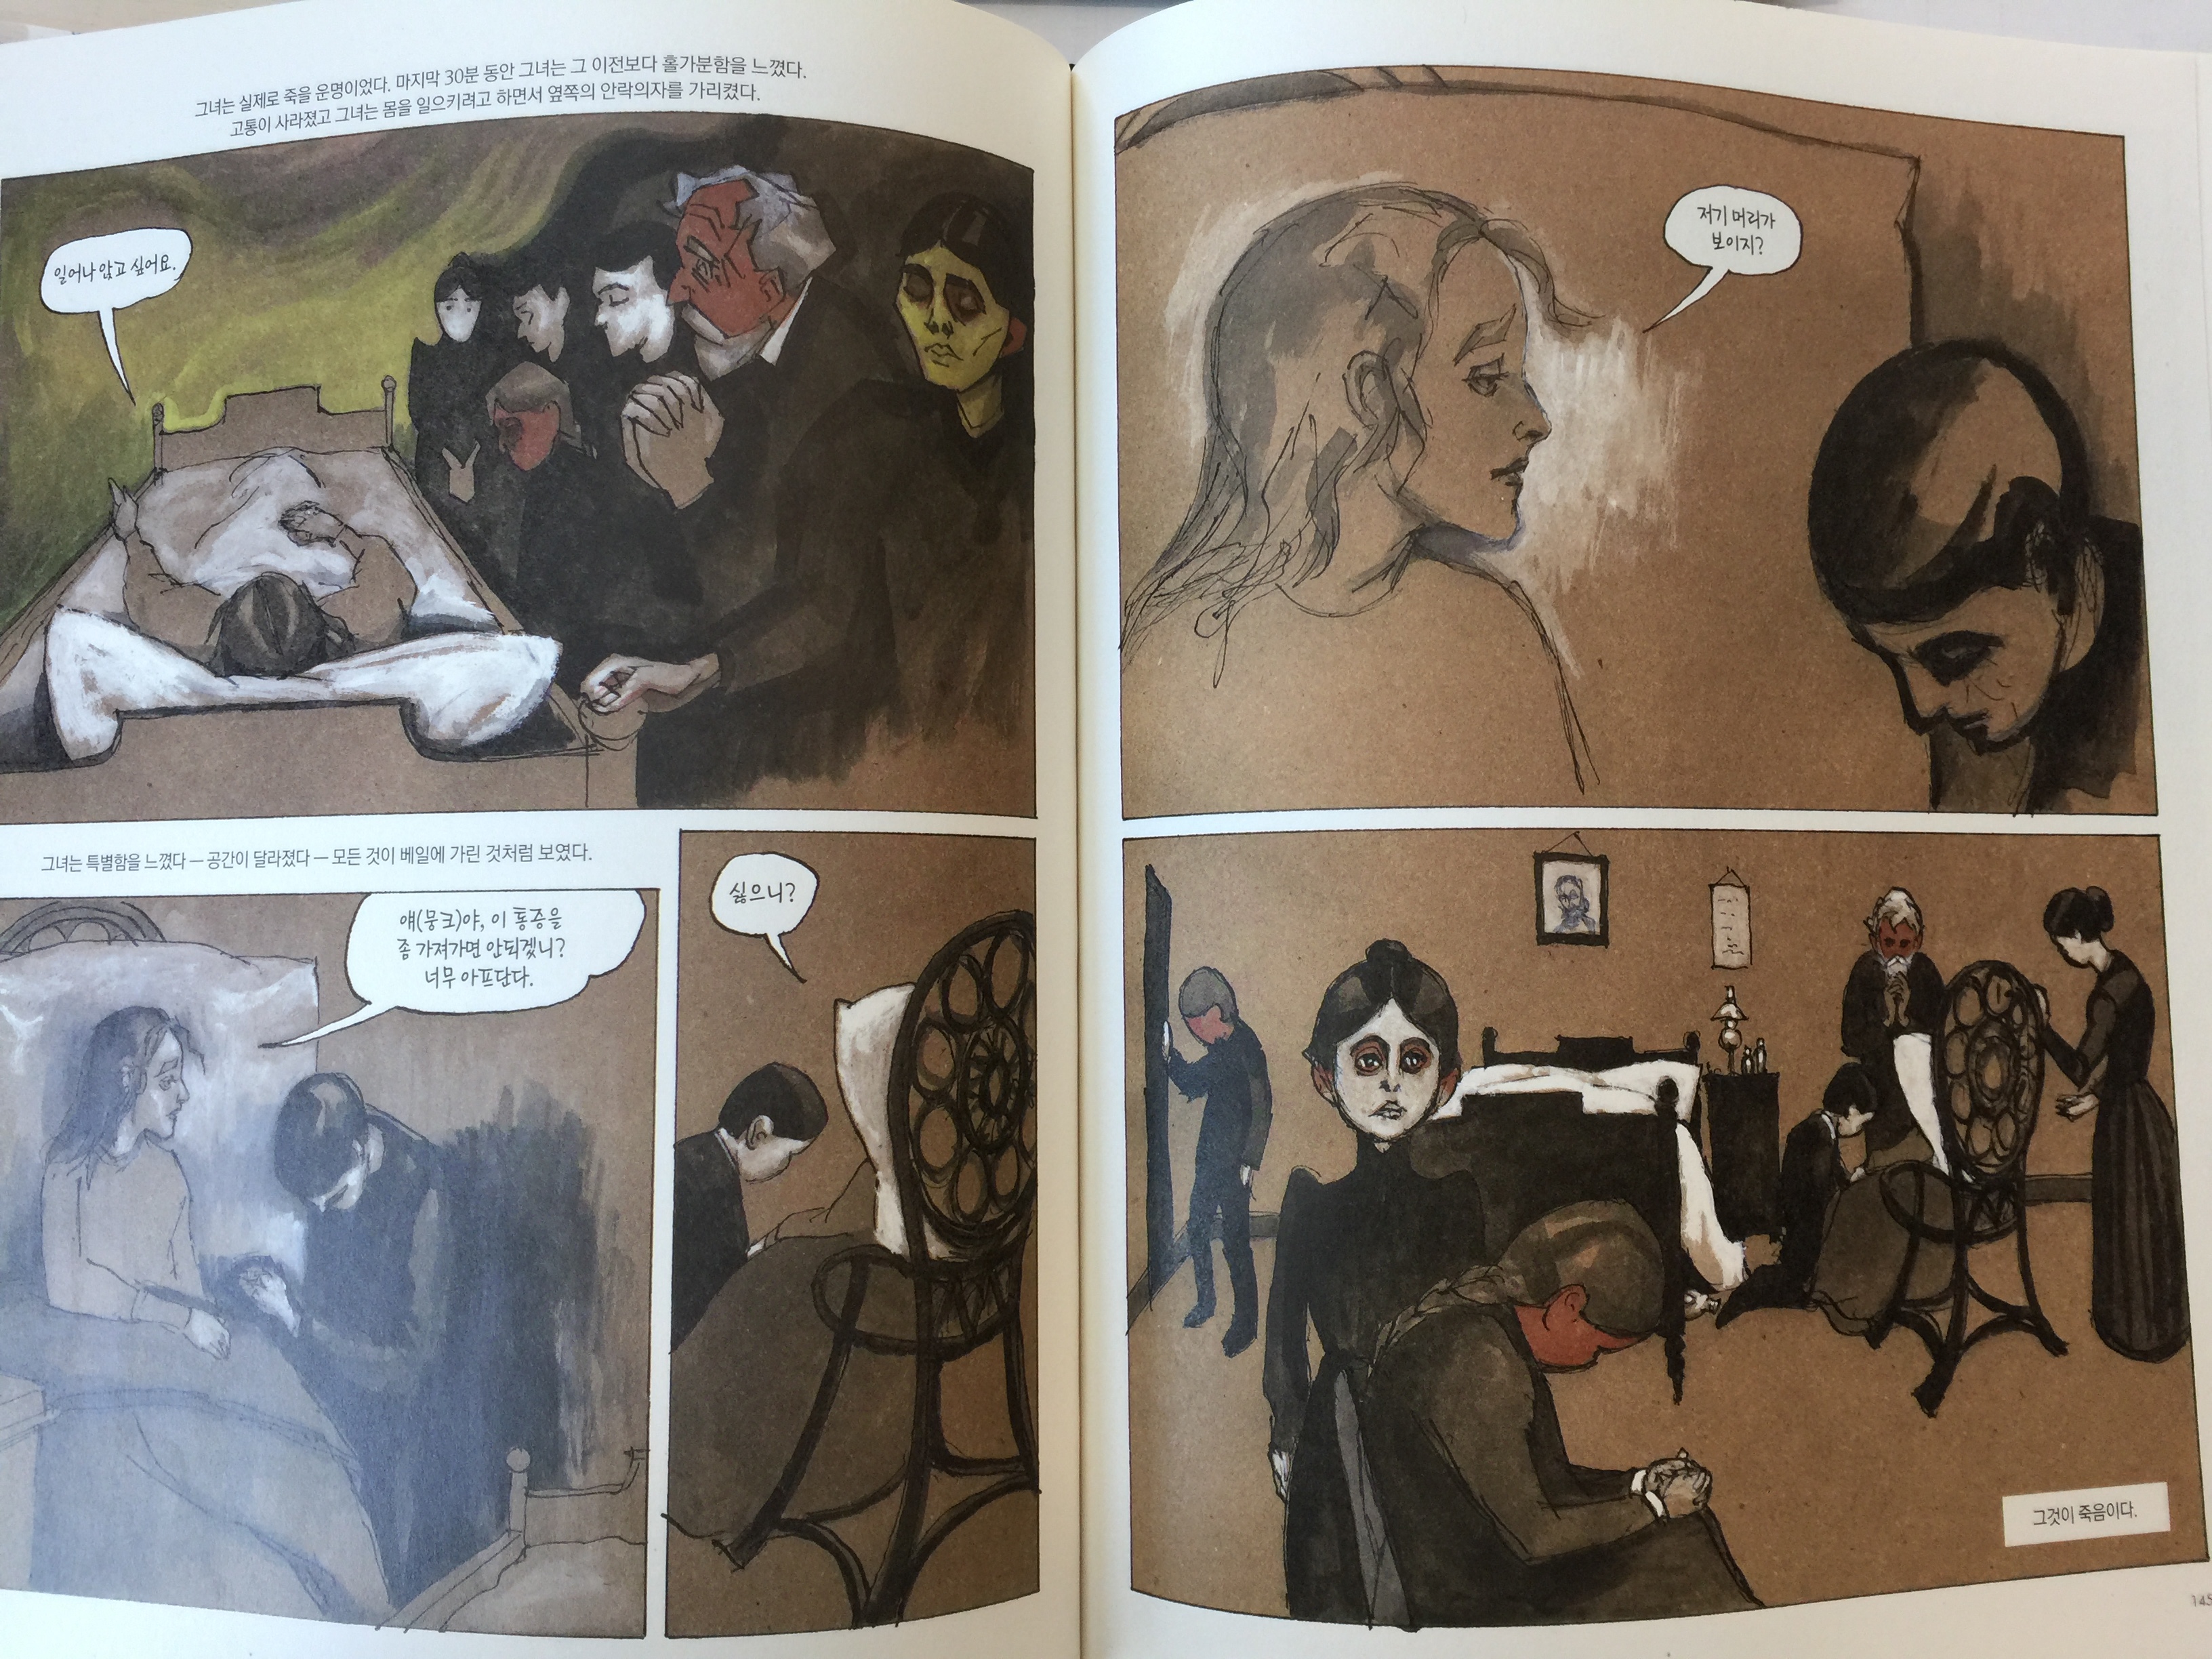 그녀는 실제로 죽을 운명이었다. 마지막 30분 동안 그녀는 그 이전보다 홀가분함을 느꼈다.
고통이 사라졌고 그녀는 몸을 일으키려고 하면서 옆쪽의 안락의자를 가리켰다.
일어나 앉고 싶어요.
그녀는 특별함을 느꼈다 — 공간이 달라졌다 — 모든 것이 베일에 가린 것처럼 보였다.
얘(뭉크)야, 이 통증을
좀 가져가면 안되겠니?
너무 아프단다.
싫으니?
저기 머리가
보이지?
그것이 죽음이다.
145